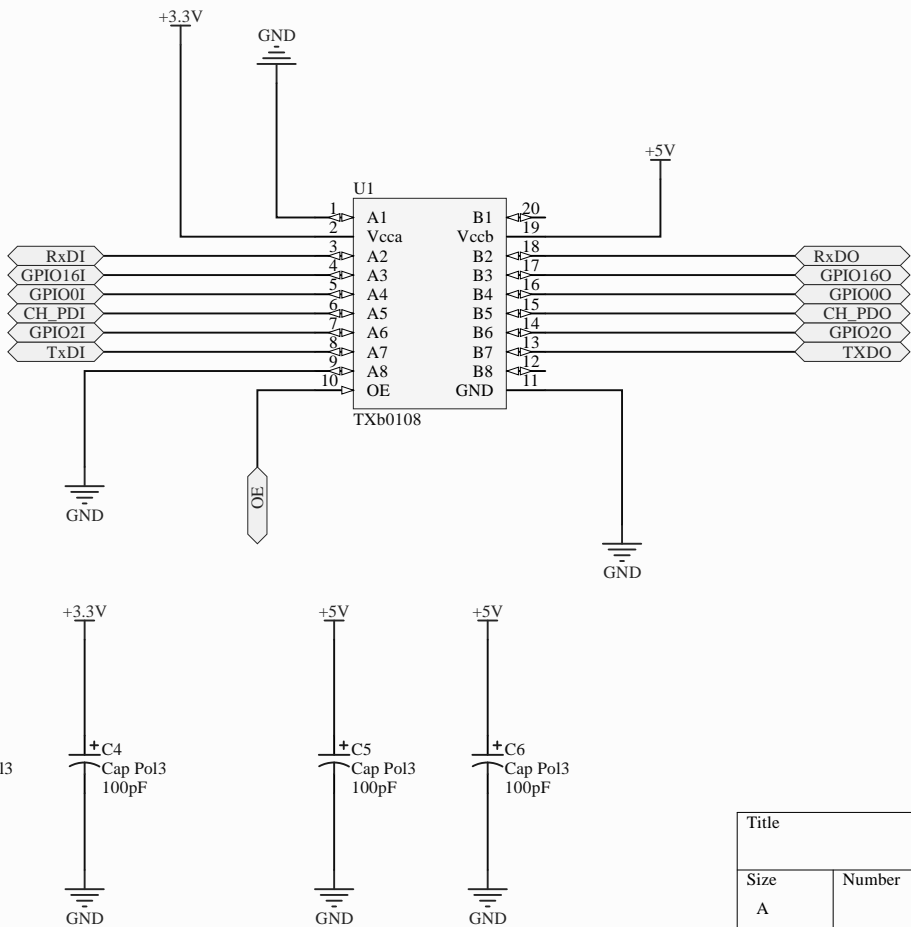 +3.3V
GND
+5V
U1
1 A1 B1 20
2 Vcca Vccb 19
RxDI 3 A2 B2 18 RxDO
GPIO16I 4 A3 B3 17 GPIO16O
GPIO0I 5 A4 B4 16 GPIO0O
CH_PDI 6 A5 B5 15 CH_PDO
GPIO2I 7 A6 B6 14 GPIO2O
TxDI 8 A7 B7 13 TXDO
9 A8 B8 12
10 OE GND 11
TXb0108
OE
GND
GND
+3.3V +5V +5V
+ C4 + C5 + C6
l3 Cap Pol3 Cap Pol3 Cap Pol3
100pF 100pF 100pF
GND GND GND
Title
Size Number
A